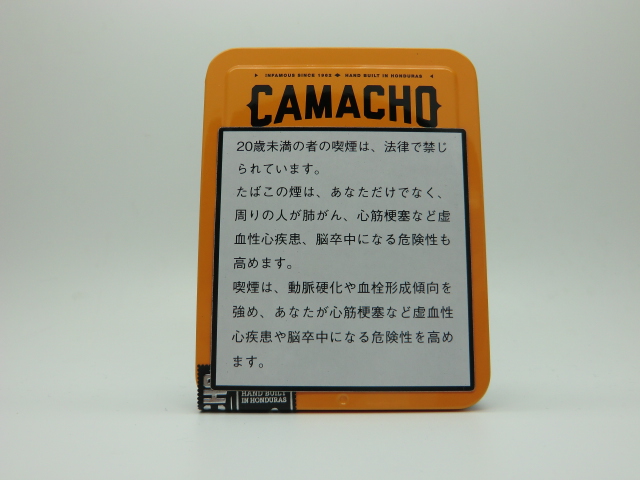 INFAMOUS SINCE 1962 HAND BUILT IN HONDURAS
CAMACHO
20歳未満の者の喫煙は、法律で禁じ
られています。
たばこの煙は、あなただけでなく、
周りの人が肺がん、心筋梗塞など虚
血性心疾患、脳卒中になる危険性も
高めます。
喫煙は、動脈硬化や血栓形成傾向を
強め、あなたが心筋梗塞など虚血性
心疾患や脳卒中になる危険性を高め
ます。
HAND BUILT
IN HONDURAS